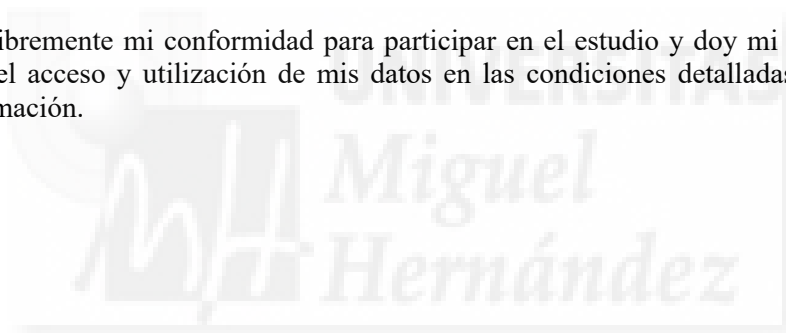 ibremente mi conformidad para participar en el estudio y doy mi
el acceso y utilización de mis datos en las condiciones detalladas
mación.
UNIVERSITAS
Miguel
Hernández